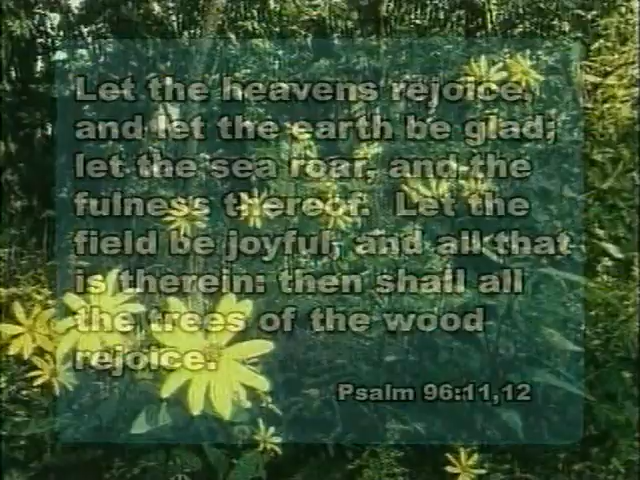 Let the heavens rejoice,
and let the earth be glad;
let the sea roar, and the
fulness thereof.  Let the
field be joyful, and all that
is therein: then shall all
the trees of the wood
rejoice.
Psalm 96:11,12